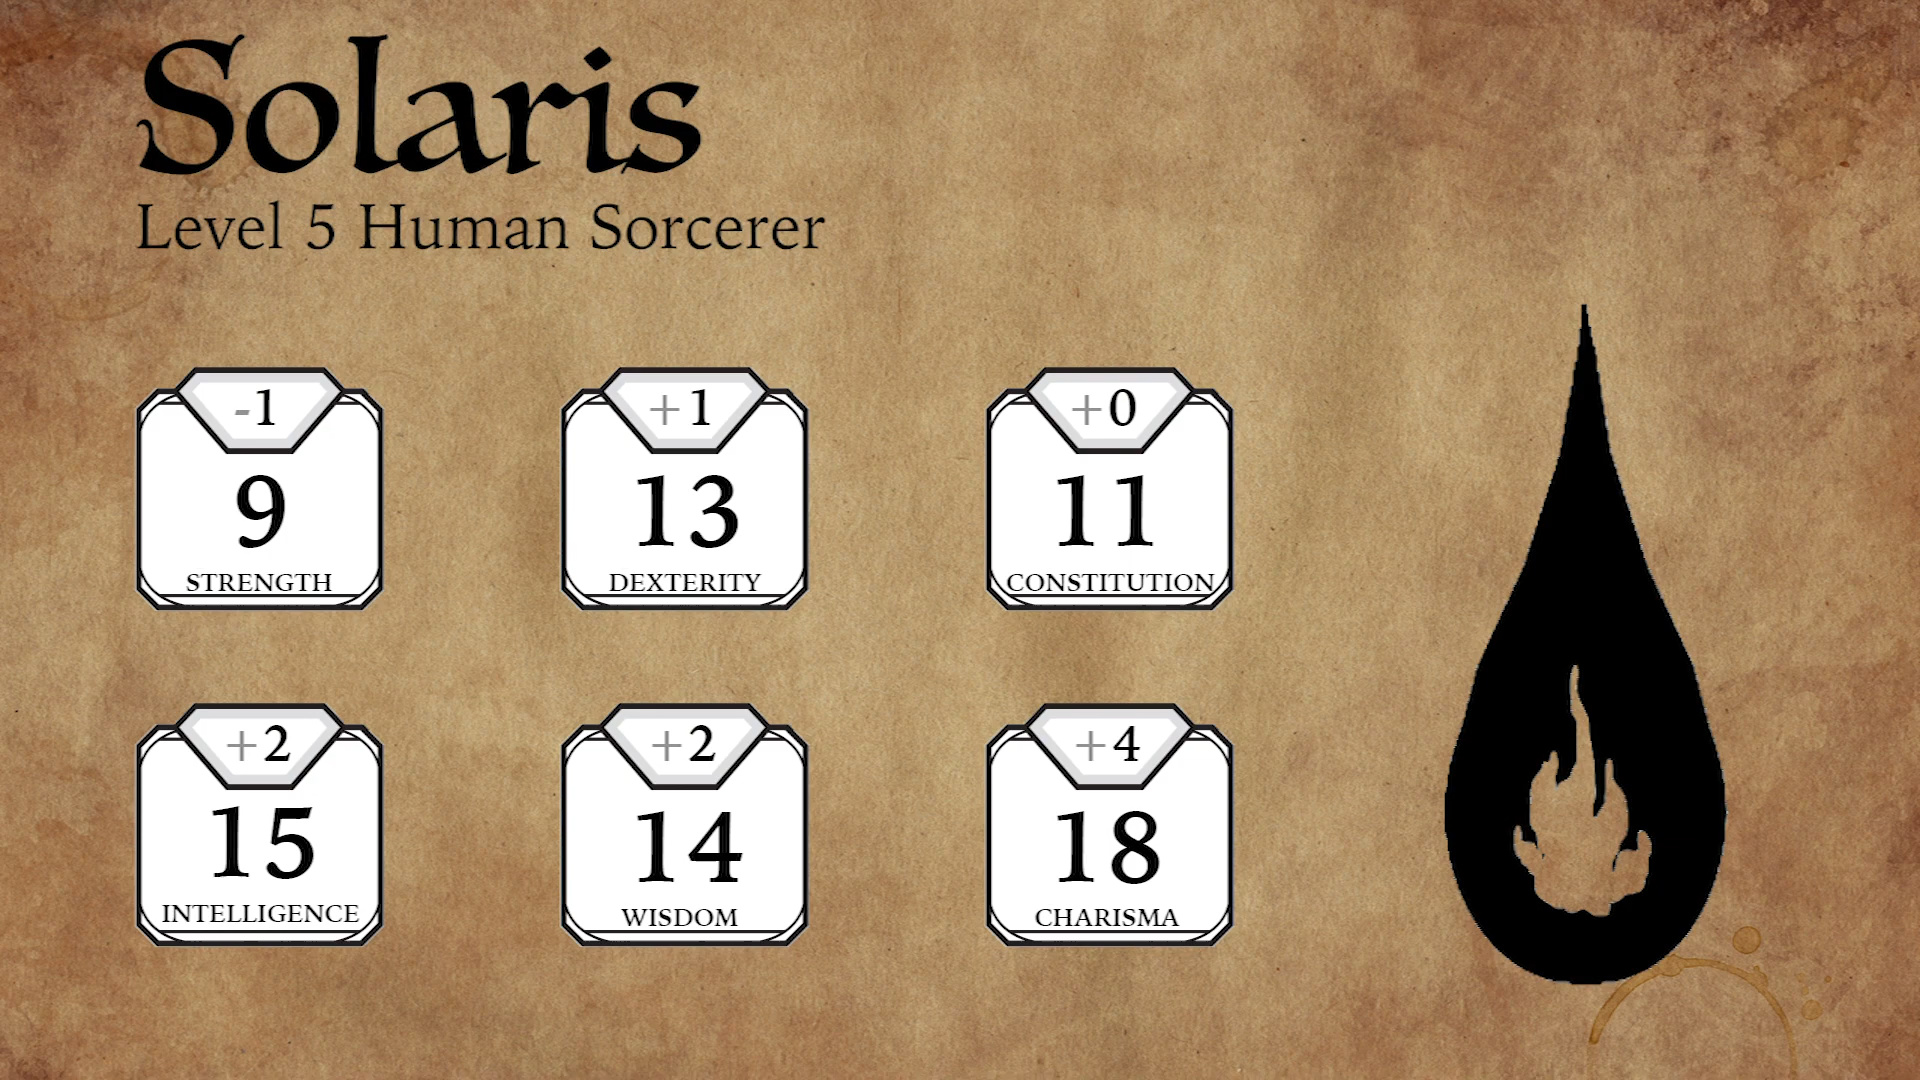 Solaris
Level 5 Human Sorcerer
-1
9
STRENGTH
+1
13
DEXTERITY
+0
11
CONSTITUTION
+2
15
INTELLIGENCE
+2
14
WISDOM
+4
18
CHARISMA